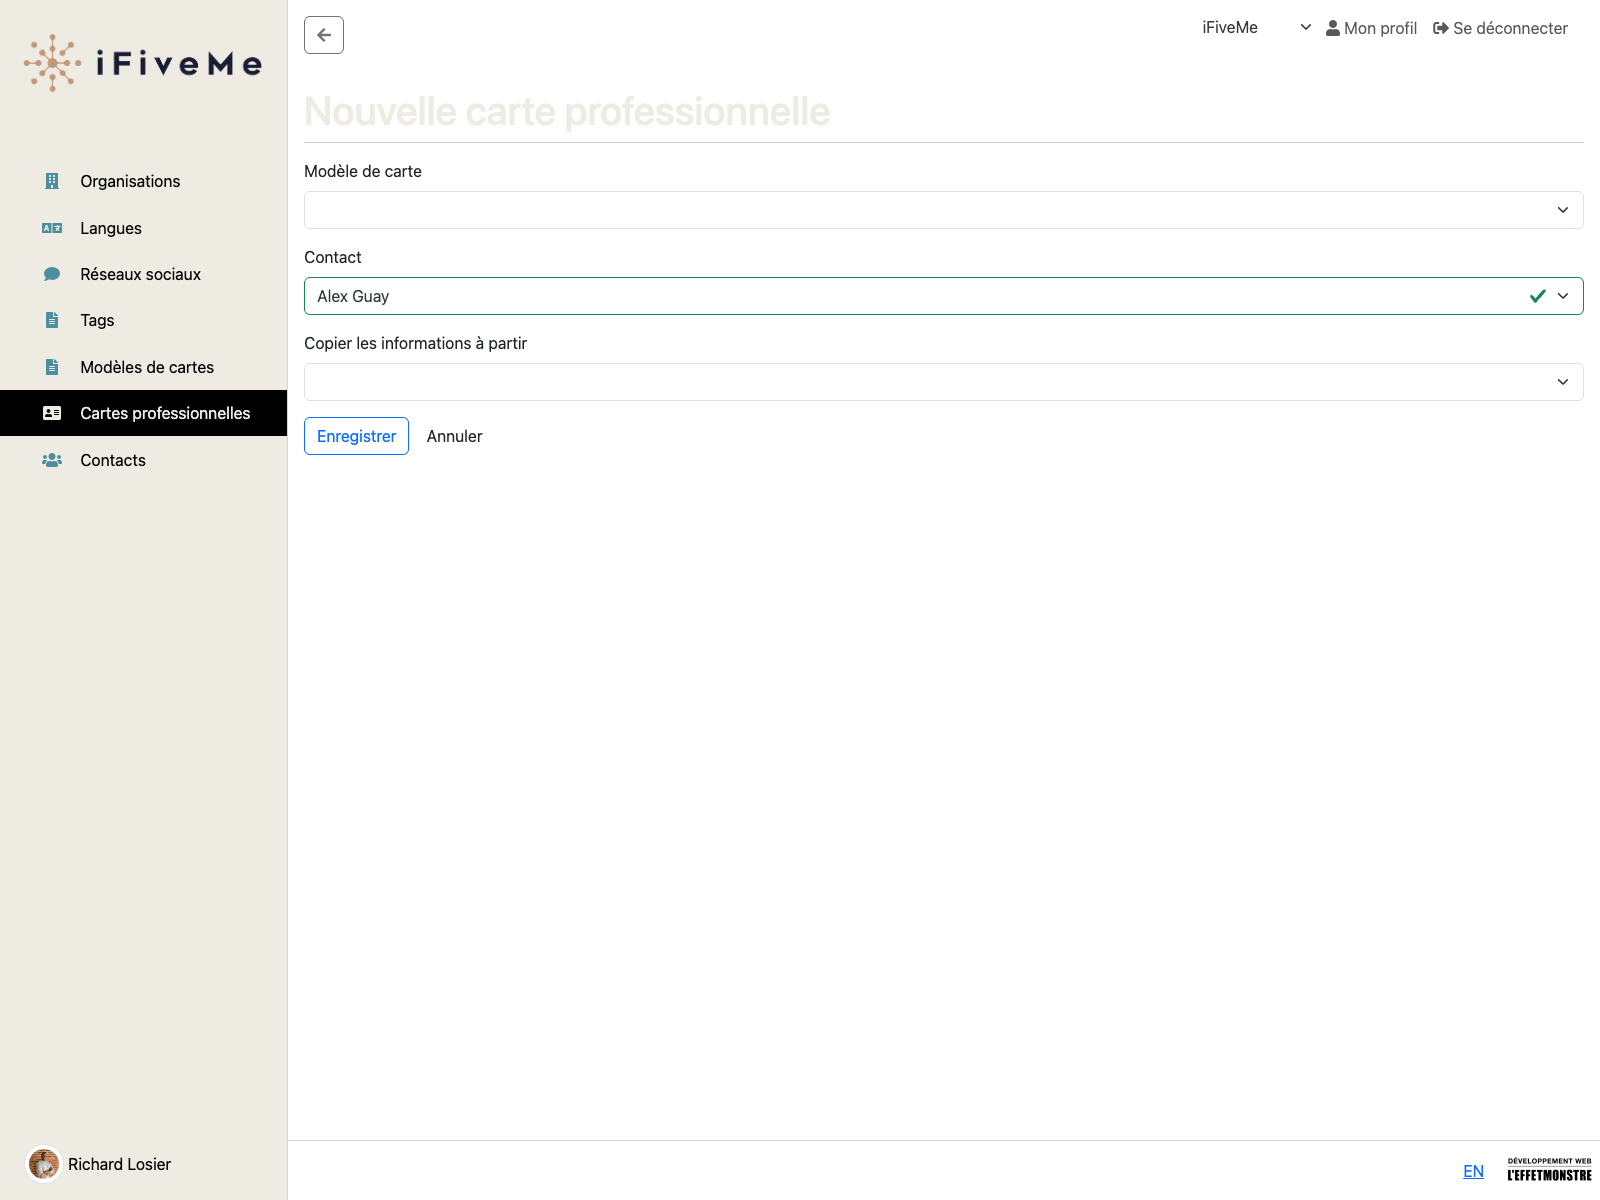 iFiveMe
iFiveMe
Mon profil
Se déconnecter
Nouvelle carte professionnelle
Organisations
Langues
Réseaux sociaux
Tags
Modèles de cartes
Cartes professionnelles
Contacts
Modèle de carte
Contact
Alex Guay
Copier les informations à partir
Enregistrer
Annuler
Richard Losier
EN
DÉVELOPPEMENT WEB
L'EFFETMONSTRE